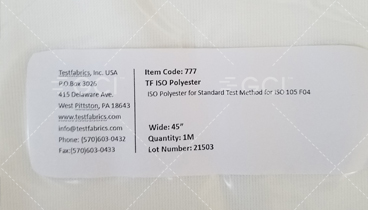 Testfabrics, Inc. USA
P.O Box 3026
415 Delaware Ave.
West Pittston, PA 18643
www.testfabrics.com
info@testfabrics.com
Phone: (570)603-0432
Fax:(570)603-0433
Item Code: 777
TF ISO Polyester
ISO Polyester for Standard Test Method for ISO 105 F04
Wide: 45"
Quantity: 1M
Lot Number: 21503
GCI